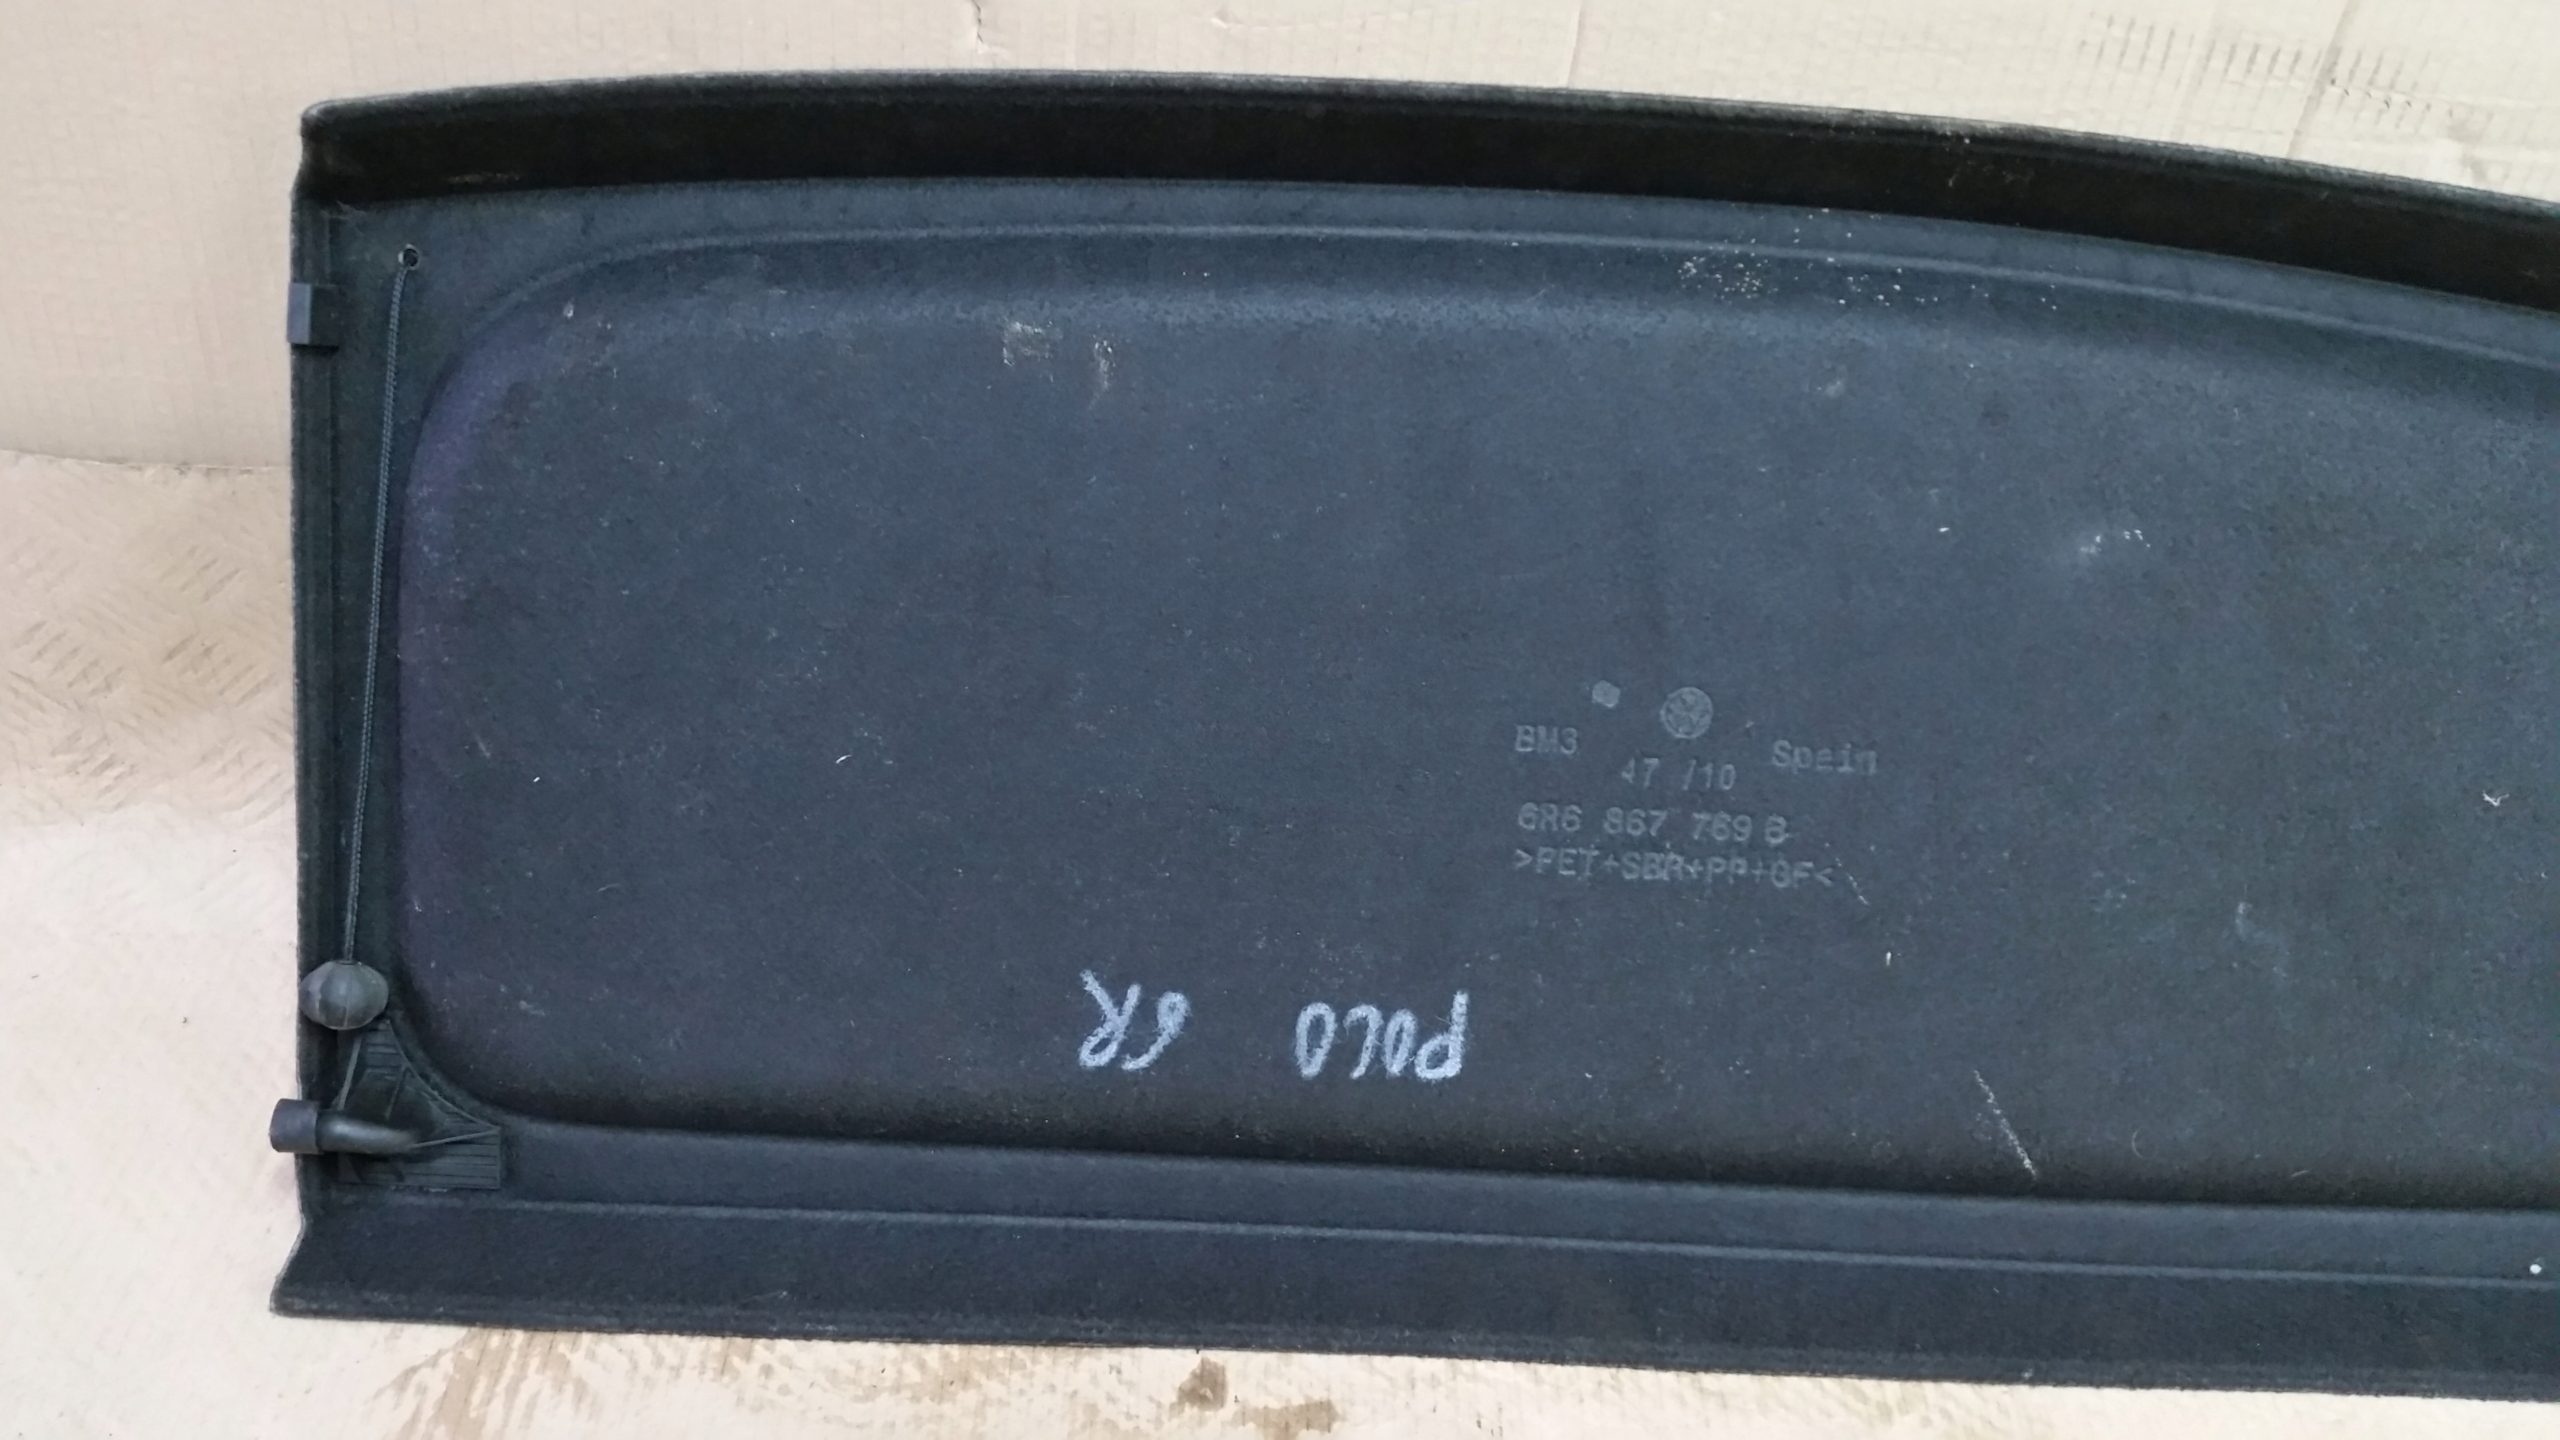 BM3
47 /10
Spain
6R6 867 769 B
>PET+SBR+PP+GF<
POLO 6R